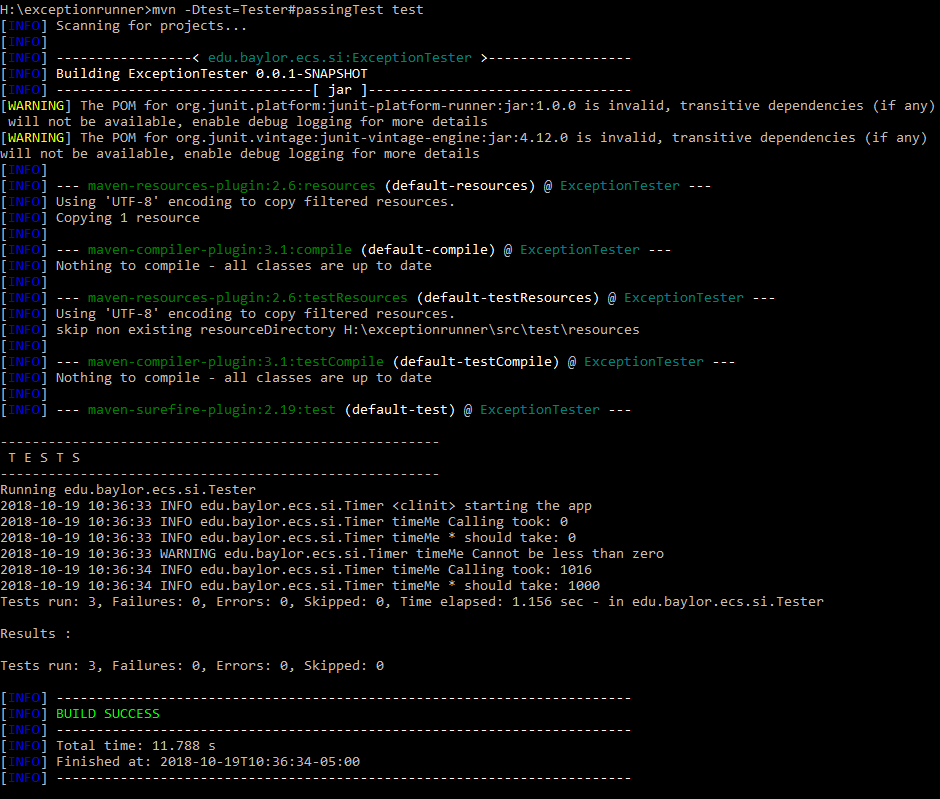 H:\exceptionrunner>mvn -Dtest=Tester#passingTest test
[INFO] Scanning for projects...
[INFO]
[INFO] -----------------< edu.baylor.ecs.si:ExceptionTester >------------------
[INFO] Building ExceptionTester 0.0.1-SNAPSHOT
[INFO] --------------------------------[ jar ]---------------------------------
[WARNING] The POM for org.junit.platform:junit-platform-runner:jar:1.0.0 is invalid, transitive dependencies (if any)
 will not be available, enable debug logging for more details
[WARNING] The POM for org.junit.vintage:junit-vintage-engine:jar:4.12.0 is invalid, transitive dependencies (if any)
will not be available, enable debug logging for more details
[INFO]
[INFO] --- maven-resources-plugin:2.6:resources (default-resources) @ ExceptionTester ---
[INFO] Using 'UTF-8' encoding to copy filtered resources.
[INFO] Copying 1 resource
[INFO]
[INFO] --- maven-compiler-plugin:3.1:compile (default-compile) @ ExceptionTester ---
[INFO] Nothing to compile - all classes are up to date
[INFO]
[INFO] --- maven-resources-plugin:2.6:testResources (default-testResources) @ ExceptionTester ---
[INFO] Using 'UTF-8' encoding to copy filtered resources.
[INFO] skip non existing resourceDirectory H:\exceptionrunner\src\test\resources
[INFO]
[INFO] --- maven-compiler-plugin:3.1:testCompile (default-testCompile) @ ExceptionTester ---
[INFO] Nothing to compile - all classes are up to date
[INFO]
[INFO] --- maven-surefire-plugin:2.19:test (default-test) @ ExceptionTester ---

-------------------------------------------------------
 T E S T S
-------------------------------------------------------
Running edu.baylor.ecs.si.Tester
2018-10-19 10:36:33 INFO edu.baylor.ecs.si.Timer <clinit> starting the app
2018-10-19 10:36:33 INFO edu.baylor.ecs.si.Timer timeMe Calling took: 0
2018-10-19 10:36:33 INFO edu.baylor.ecs.si.Timer timeMe * should take: 0
2018-10-19 10:36:33 WARNING edu.baylor.ecs.si.Timer timeMe Cannot be less than zero
2018-10-19 10:36:34 INFO edu.baylor.ecs.si.Timer timeMe Calling took: 1016
2018-10-19 10:36:34 INFO edu.baylor.ecs.si.Timer timeMe * should take: 1000
Tests run: 3, Failures: 0, Errors: 0, Skipped: 0, Time elapsed: 1.156 sec - in edu.baylor.ecs.si.Tester

Results :

Tests run: 3, Failures: 0, Errors: 0, Skipped: 0

[INFO] ------------------------------------------------------------------------
[INFO] BUILD SUCCESS
[INFO] ------------------------------------------------------------------------
[INFO] Total time: 11.788 s
[INFO] Finished at: 2018-10-19T10:36:34-05:00
[INFO] ------------------------------------------------------------------------